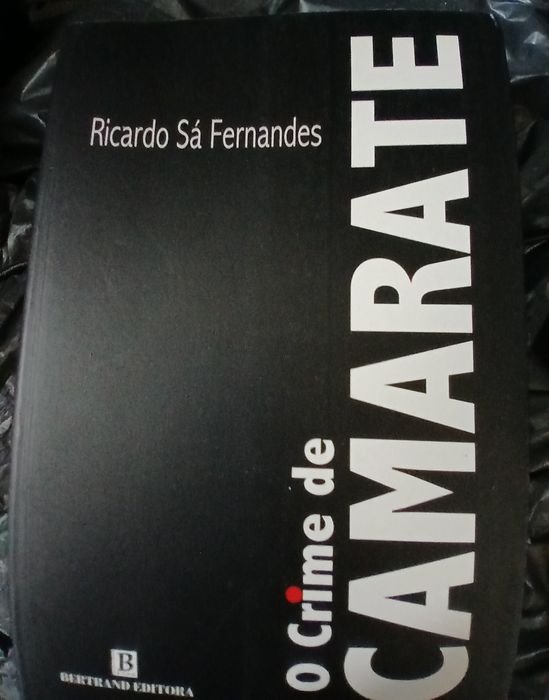 Ricardo Sá Fernandes
O Crime de
CAMARATE
B
BERTRAND EDITORA